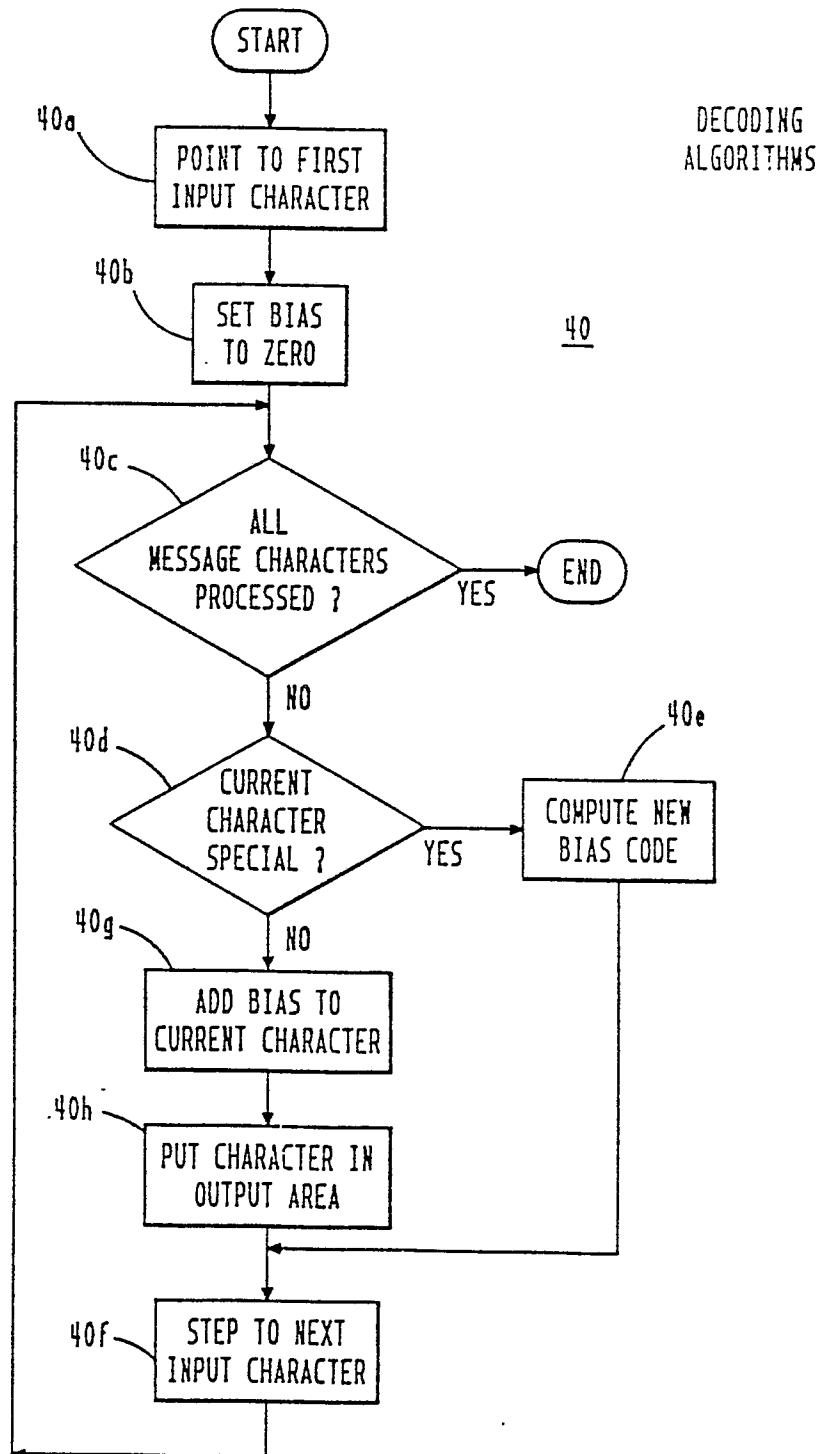 START
40a
DECODING
ALGORITHMS
POINT TO FIRST
INPUT CHARACTER
40b
SET BIAS
TO ZERO
40
40c
ALL
MESSAGE CHARACTERS
PROCESSED ?
YES
END
NO
40d
CURRENT
CHARACTER
SPECIAL ?
YES
40e
COMPUTE NEW
BIAS CODE
40g
NO
ADD BIAS TO
CURRENT CHARACTER
40h
PUT CHARACTER IN
OUTPUT AREA
40f
STEP TO NEXT
INPUT CHARACTER